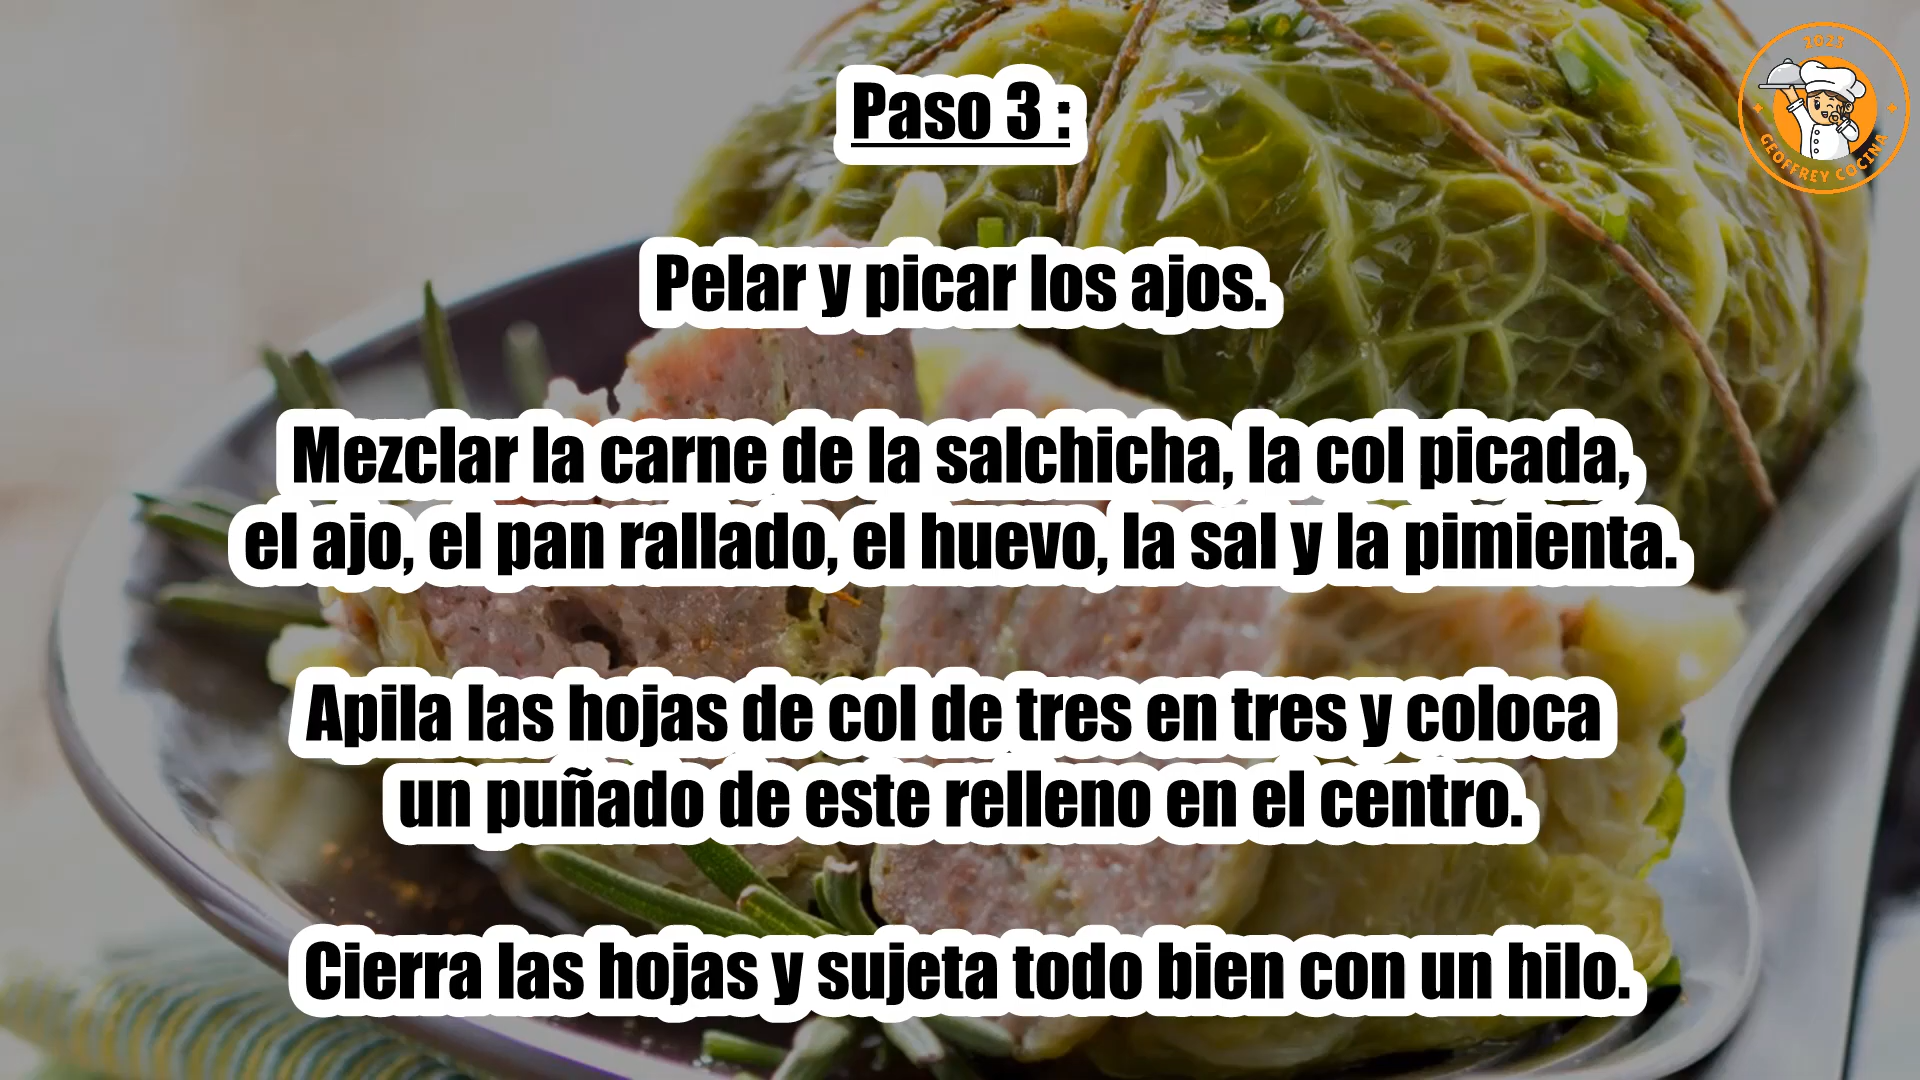 2023
GEOFFREY COCINA
Paso 3 :
Pelar y picar los ajos.
Mezclar la carne de la salchicha, la col picada,
el ajo, el pan rallado, el huevo, la sal y la pimienta.
Apila las hojas de col de tres en tres y coloca
un puñado de este relleno en el centro.
Cierra las hojas y sujeta todo bien con un hilo.